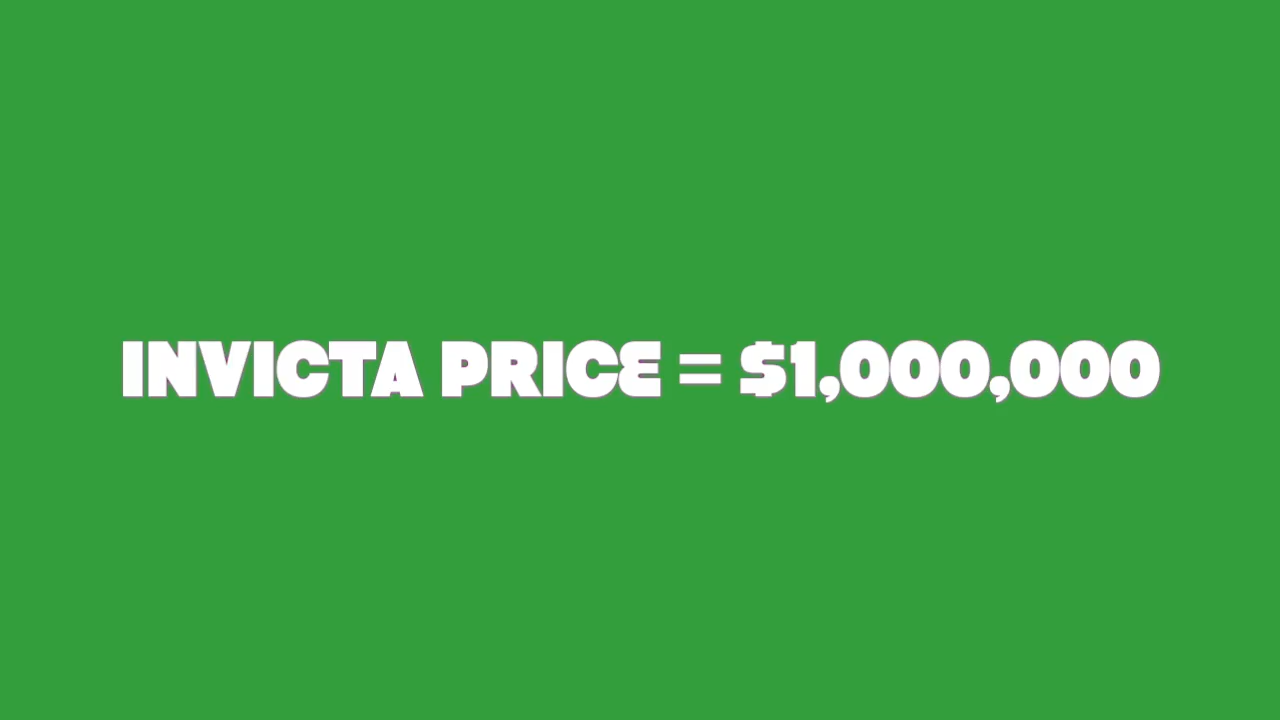 INVICTA PRICE = $1,000,000